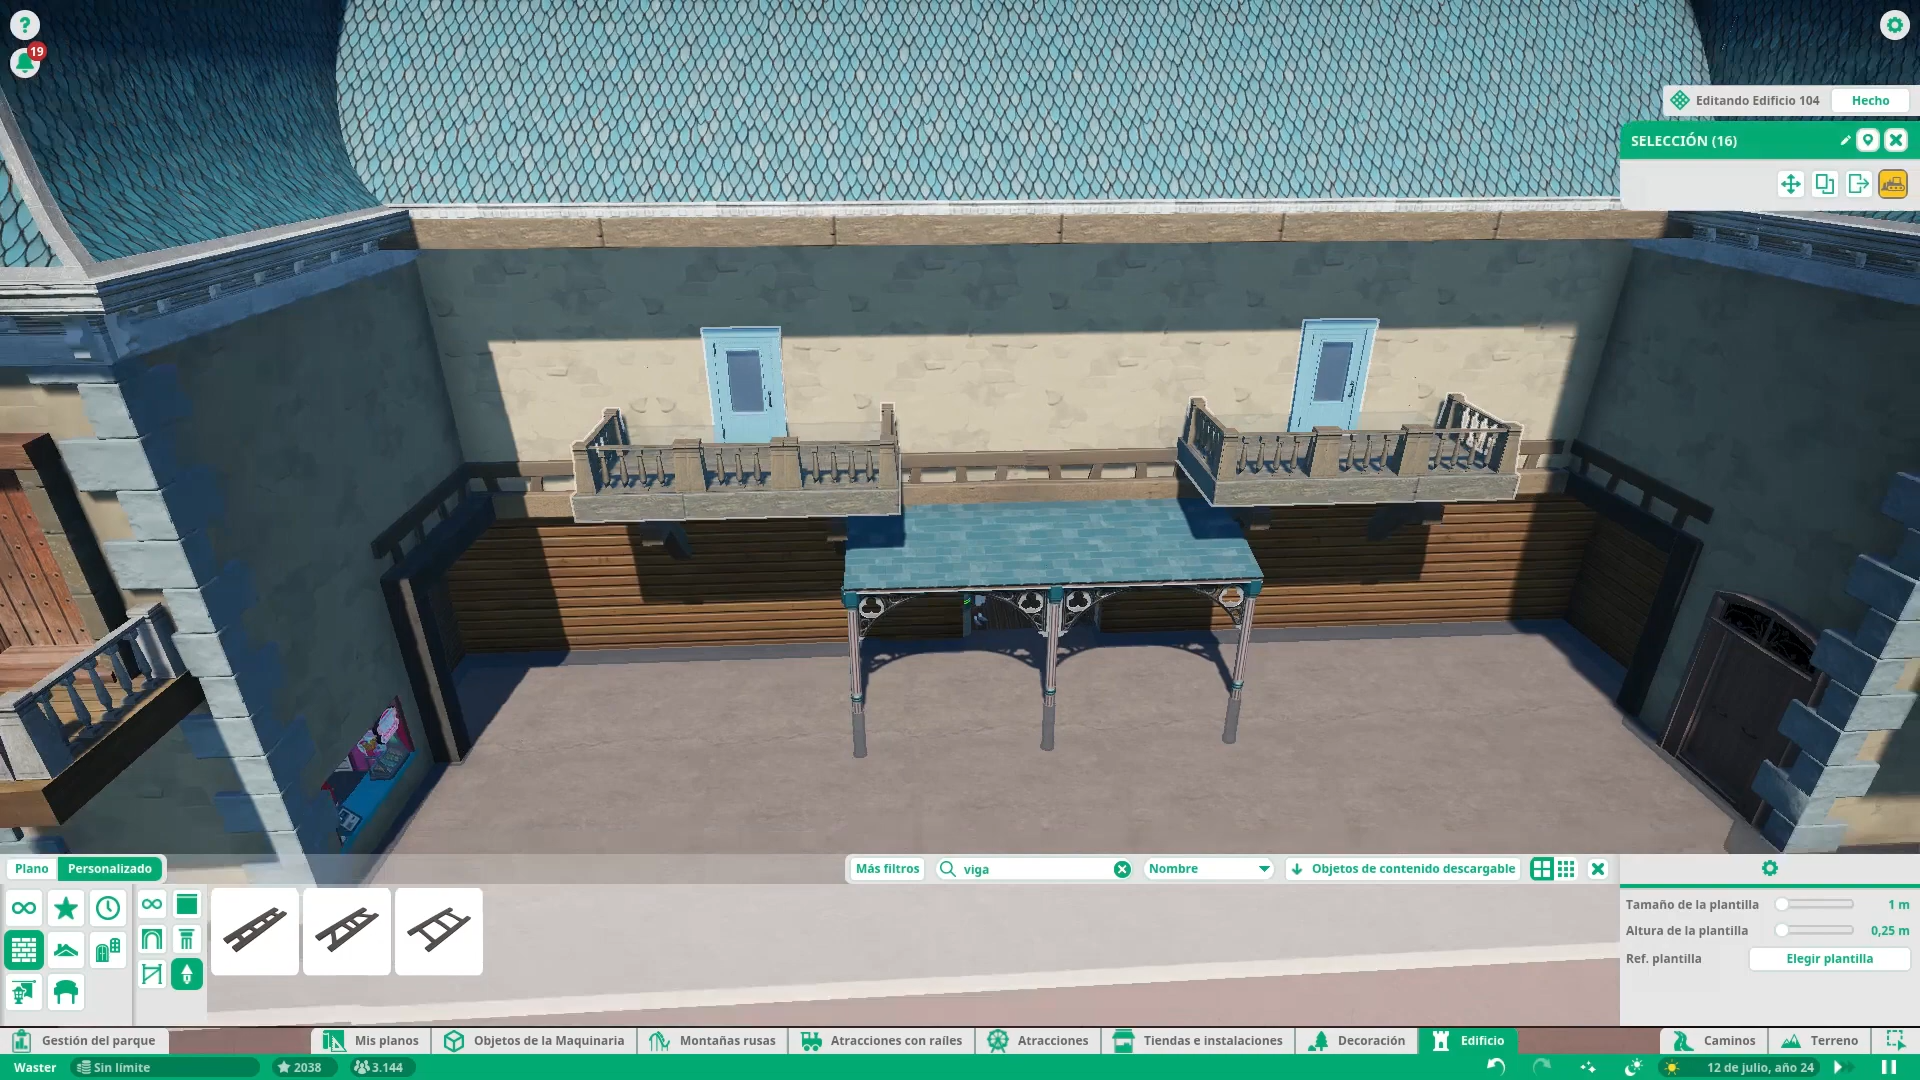 ?
19
Editando Edificio 104
Hecho
SELECCIÓN (16)
Plano
Personalizado
Más filtros
viga
Nombre
Objetos de contenido descargable
Tamaño de la plantilla
1 m
Altura de la plantilla
0,25 m
Ref. plantilla
Elegir plantilla
Gestión del parque
Mis planos
Objetos de la Maquinaria
Montañas rusas
Atracciones con raíles
Atracciones
Tiendas e instalaciones
Decoración
Edificio
Caminos
Terreno
Waster
Sin límite
2038
3.144
12 de julio, año 24